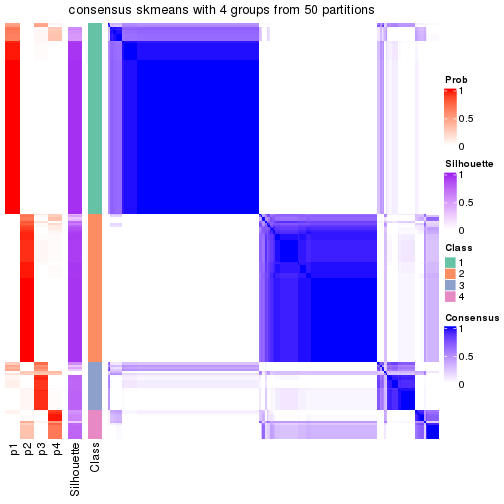 consensus skmeans with 4 groups from 50 partitions
p1
p2
p3
p4
Silhouette
Class
Prob
1
0.5
0
Silhouette
1
0.5
0
Class
1
2
3
4
Consensus
1
0.5
0